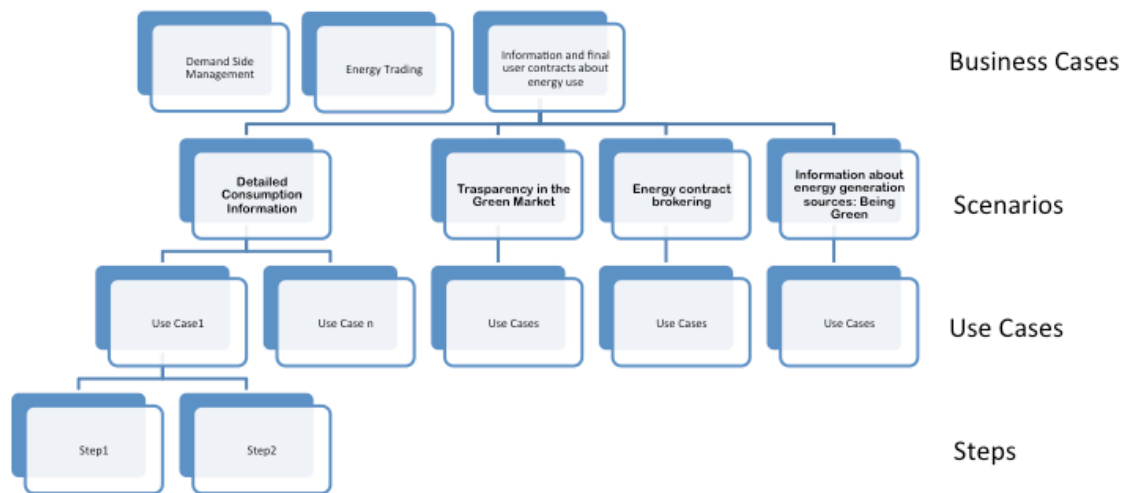 Demand Side
Management
Energy Trading
Information and final
user contracts about
energy use
Business Cases
Detailed
Consumption
Information
Trasparency in the
Green Market
Energy contract
brokering
Information about
energy generation
sources: Being
Green
Scenarios
Use Case1
Use Case n
Use Cases
Use Cases
Use Cases
Use Cases
Step1
Step2
Steps